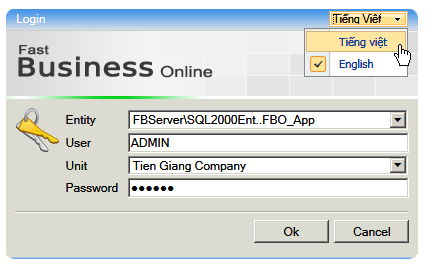 Login
Tiếng Việt
Tiếng việt
English
Fast
Business Online
Entity
FBServer\SQL2000Ent..FBO_App
User
ADMIN
Unit
Tien Giang Company
Password
●●●●●●
Ok
Cancel